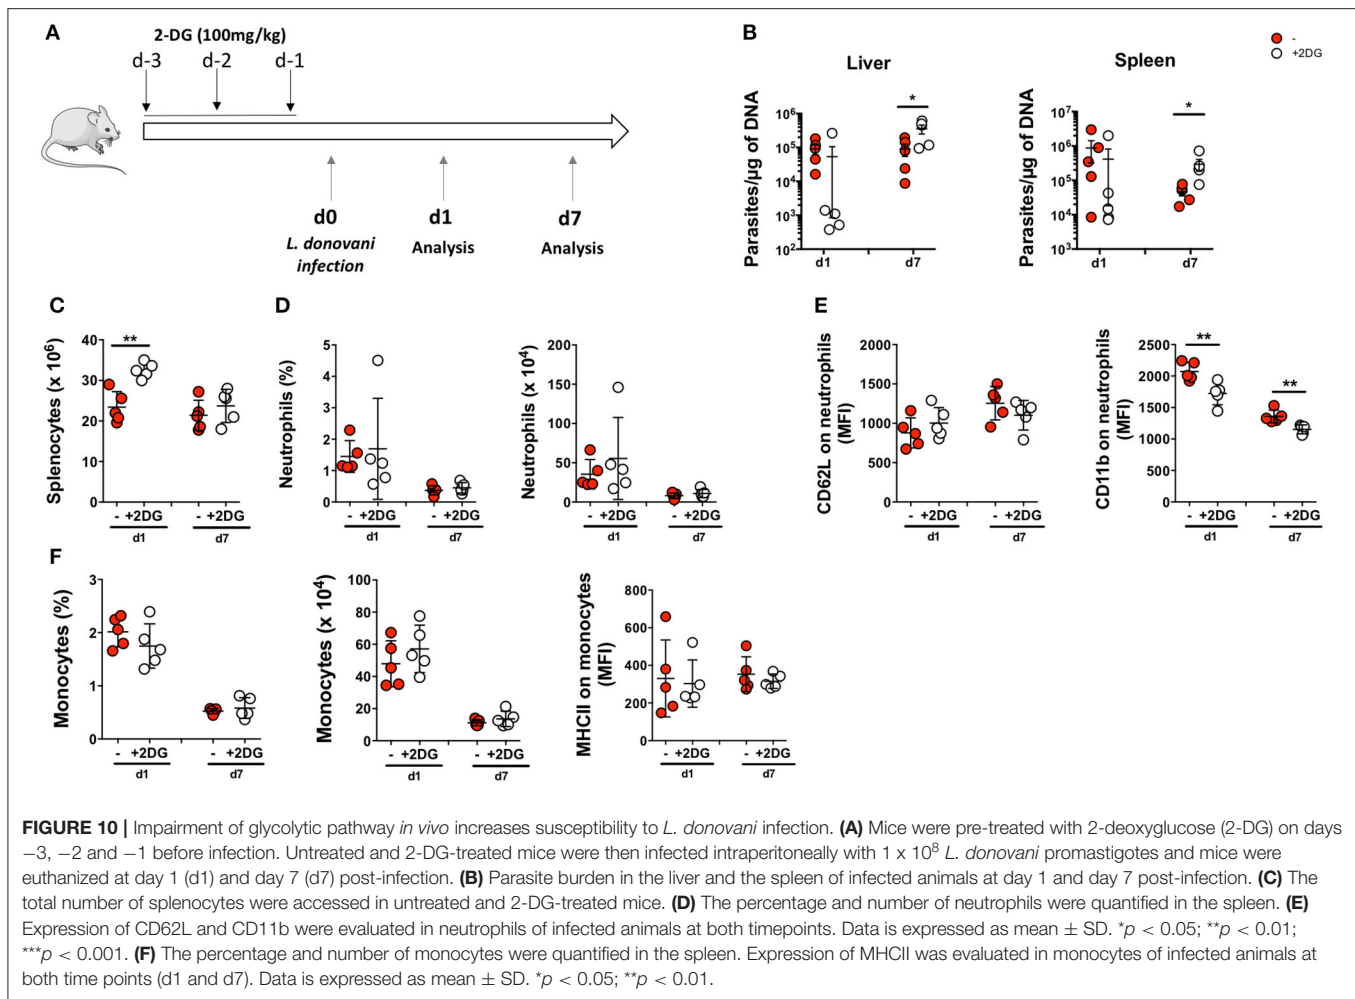 A
2-DG (100mg/kg)
d-3 d-2 d-1
d0 d1 d7
L. donovani Analysis Analysis
infection
B
-
+2DG
Liver
Parasites/µg of DNA
10⁶
10⁵
10⁴
10³
10²
*
d1 d7
Spleen
Parasites/µg of DNA
10⁷
10⁶
10⁵
10⁴
10³
*
d1 d7
C
Splenocytes (x 10⁶)
40
30
20
10
0
**
- +2DG - +2DG
d1 d7
D
Neutrophils (%)
5
4
3
2
1
0
- +2DG - +2DG
d1 d7
Neutrophils (x 10⁴)
200
150
100
50
0
- +2DG - +2DG
d1 d7
E
CD62L on neutrophils
(MFI)
2000
1500
1000
500
0
- +2DG - +2DG
d1 d7
CD11b on neutrophils
(MFI)
2500
2000
1500
1000
500
0
** **
- +2DG - +2DG
d1 d7
F
Monocytes (%)
3
2
1
0
- +2DG - +2DG
d1 d7
Monocytes (x 10⁴)
100
80
60
40
20
0
- +2DG - +2DG
d1 d7
MHCII on monocytes
(MFI)
800
600
400
200
0
- +2DG - +2DG
d1 d7
FIGURE 10 | Impairment of glycolytic pathway in vivo increases susceptibility to L. donovani infection. (A) Mice were pre-treated with 2-deoxyglucose (2-DG) on days
−3, −2 and −1 before infection. Untreated and 2-DG-treated mice were then infected intraperitoneally with 1 x 10⁸ L. donovani promastigotes and mice were
euthanized at day 1 (d1) and day 7 (d7) post-infection. (B) Parasite burden in the liver and the spleen of infected animals at day 1 and day 7 post-infection. (C) The
total number of splenocytes were accessed in untreated and 2-DG-treated mice. (D) The percentage and number of neutrophils were quantified in the spleen. (E)
Expression of CD62L and CD11b were evaluated in neutrophils of infected animals at both timepoints. Data is expressed as mean ± SD. *p < 0.05; **p < 0.01;
***p < 0.001. (F) The percentage and number of monocytes were quantified in the spleen. Expression of MHCII was evaluated in monocytes of infected animals at
both time points (d1 and d7). Data is expressed as mean ± SD. *p < 0.05; **p < 0.01.